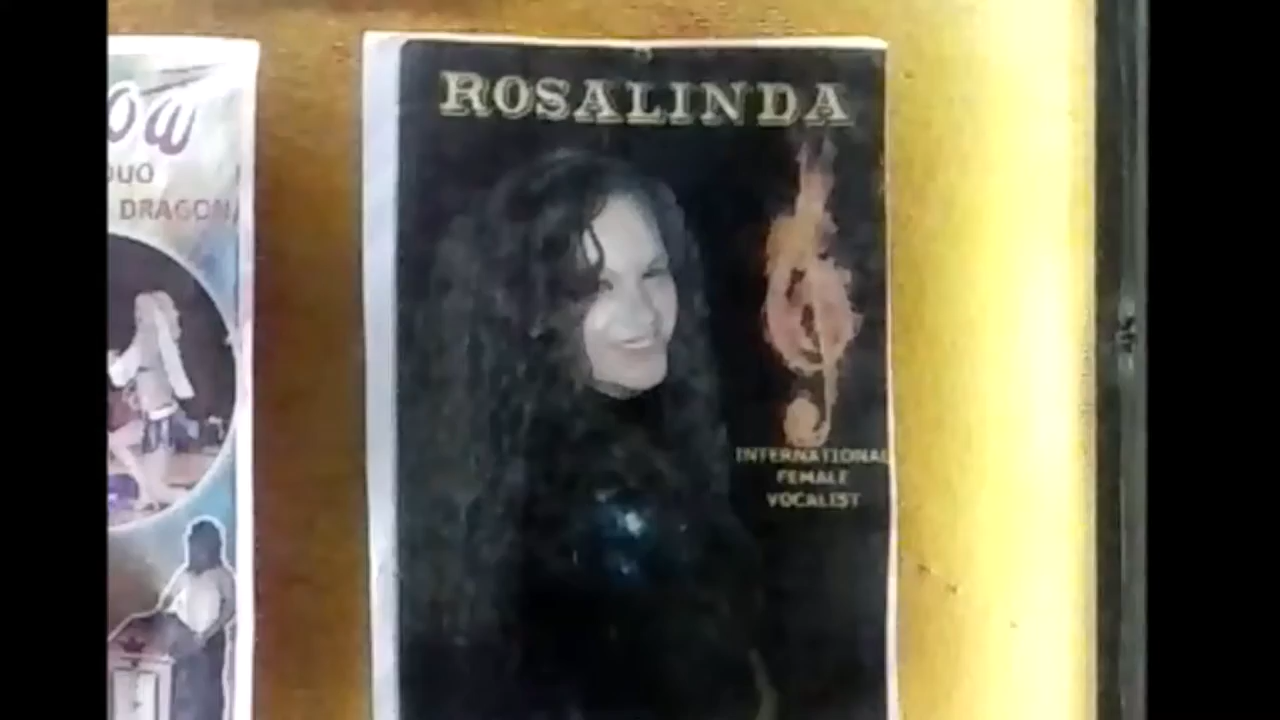 ROSALINDA
INTERNATIONAL
FEMALE
VOCALIST
DUO
DRAGON